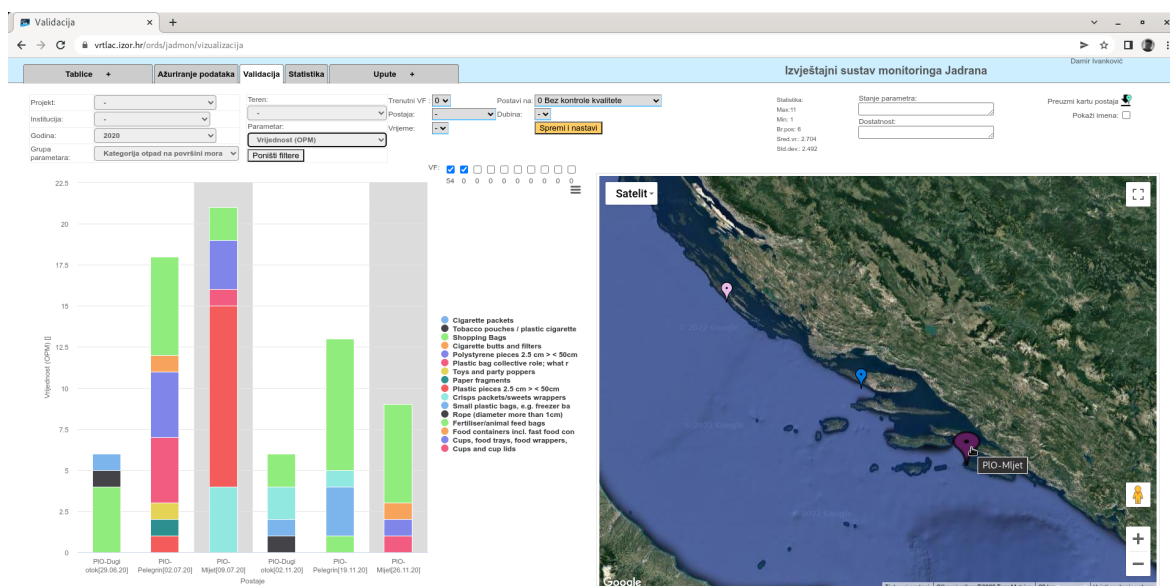 Validacija
vrtlac.izor.hr/ords/jadmon/vizualizacija
Damir Ivanković
Tablice +
Ažuriranje podataka
Validacija
Statistika
Upute +
Izvještajni sustav monitoringa Jadrana
Projekt: -
Institucija: -
Godina: 2020
Grupa parametara: Kategorija otpad na površini mora
Teren:
-
Parametar:
Vrijednost (OPM)
Poništi filtere
Trenutni VF : 0
Postaja: -
Vrijeme: -
Postavi na: 0 Bez kontrole kvalitete
Dubina: -
Spremi i nastavi
Statistika:
Max:11
Min: 1
Br.pos: 6
Sred.vr.: 2.704
Std.dev.: 2.492
Stanje parametra:
Dostatnost:
Preuzmi kartu postaja
Pokaži imena:
VF:
54 0 0 0 0 0 0 0 0 0
22.5
20
17.5
15
12.5
10
7.5
5
2.5
0
Vrijednost (OPM) []
PlO-Dugi otok[29.06.20]
PlO-Pelegrin[02.07.20]
PlO-Mljet[09.07.20]
PlO-Dugi otok[02.11.20]
PlO-Pelegrin[19.11.20]
PlO-Mljet[26.11.20]
Postaje
Cigarette packets
Tobacco pouches / plastic cigarette
Shopping Bags
Cigarette butts and filters
Polystyrene pieces 2.5 cm > < 50cm
Plastic bag collective role; what r
Toys and party poppers
Paper fragments
Plastic pieces 2.5 cm > < 50cm
Crisps packets/sweets wrappers
Small plastic bags, e.g. freezer ba
Rope (diameter more than 1cm)
Fertiliser/animal feed bags
Food containers incl. fast food con
Cups, food trays, food wrappers,
Cups and cup lids
Satelit
© 2022 Google
PlO-Mljet
Google